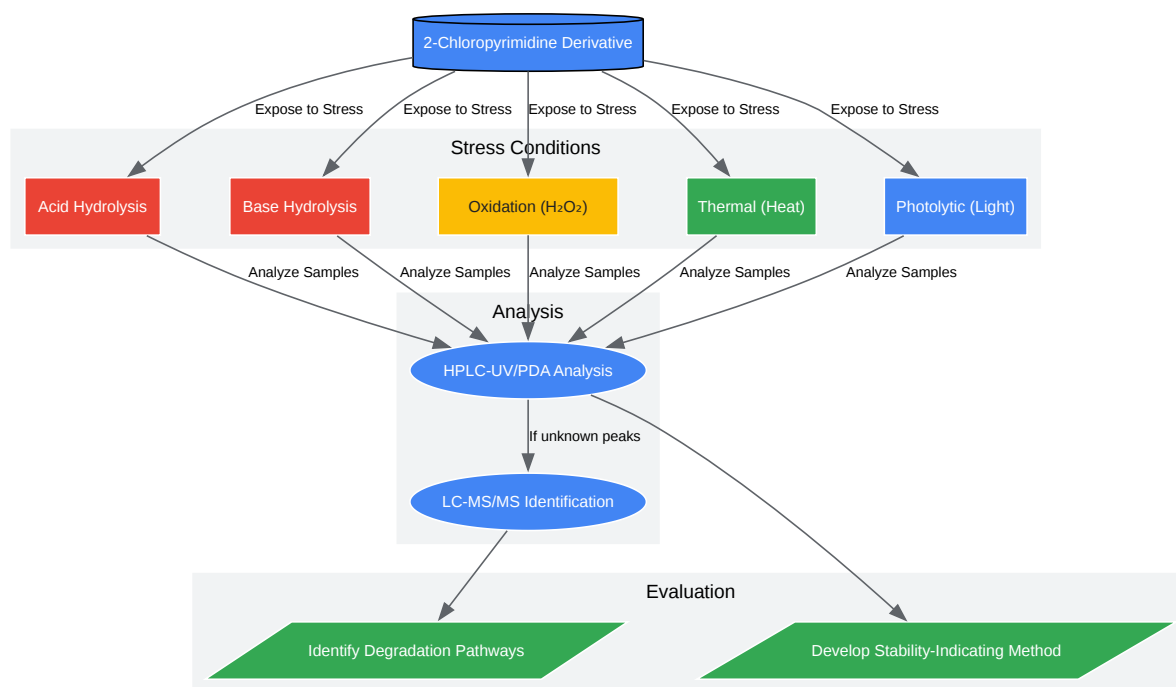 2-Chloropyrimidine Derivative
Expose to Stress
Expose to Stress
Expose to Stress
Expose to Stress
Expose to Stress
Stress Conditions
Acid Hydrolysis
Base Hydrolysis
Oxidation (H₂O₂)
Thermal (Heat)
Photolytic (Light)
Analyze Samples
Analyze Samples
Analyze Samples
Analyze Samples
Analyze Samples
Analysis
HPLC-UV/PDA Analysis
If unknown peaks
LC-MS/MS Identification
Evaluation
Identify Degradation Pathways
Develop Stability-Indicating Method